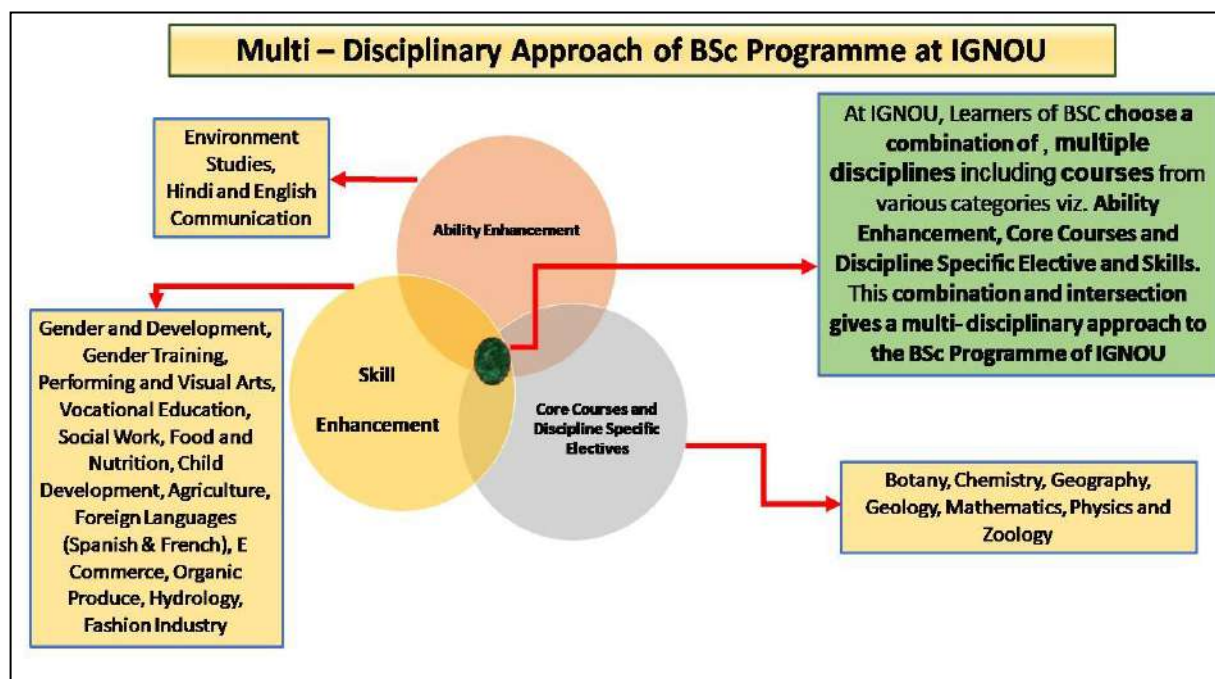 Multi – Disciplinary Approach of BSc Programme at IGNOU
Environment
Studies,
Hindi and English
Communication
Ability Enhancement
At IGNOU, Learners of BSC choose a
combination of , multiple
disciplines including courses from
various categories viz. Ability
Enhancement, Core Courses and
Discipline Specific Elective and Skills.
This combination and intersection
gives a multi- disciplinary approach to
the BSc Programme of IGNOU
Gender and Development,
Gender Training,
Performing and Visual Arts,
Vocational Education,
Social Work, Food and
Nutrition, Child
Development, Agriculture,
Foreign Languages
(Spanish & French), E
Commerce, Organic
Produce, Hydrology,
Fashion Industry
Skill
Enhancement
Core Courses and
Discipline Specific
Electives
Botany, Chemistry, Geography,
Geology, Mathematics, Physics and
Zoology